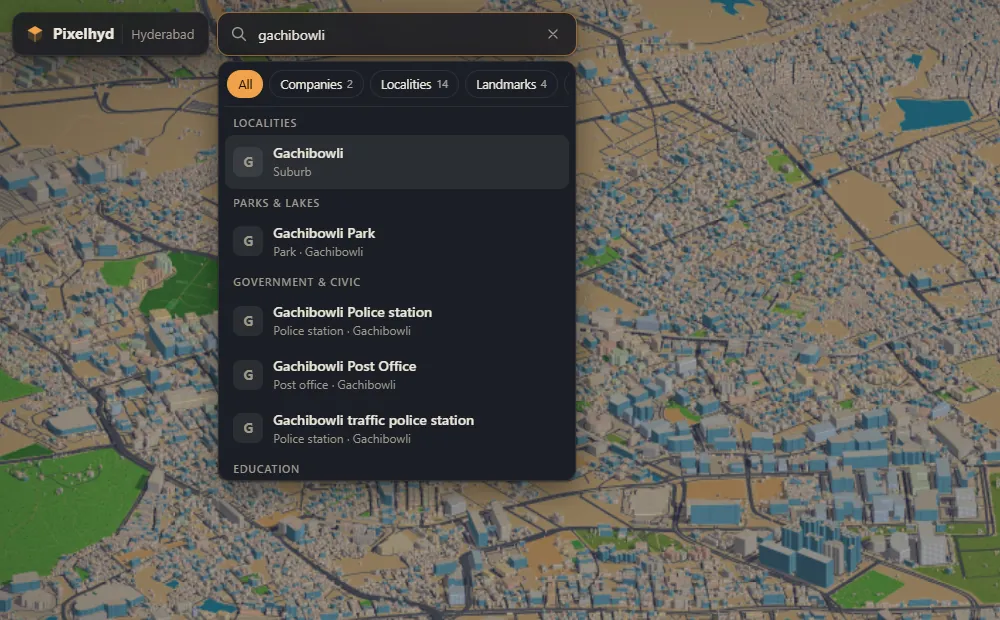 Pixelhyd Hyderabad
gachibowli
All Companies 2 Localities 14 Landmarks 4
LOCALITIES
G
Gachibowli
Suburb
PARKS & LAKES
G
Gachibowli Park
Park · Gachibowli
GOVERNMENT & CIVIC
G
Gachibowli Police station
Police station · Gachibowli
G
Gachibowli Post Office
Post office · Gachibowli
G
Gachibowli traffic police station
Police station · Gachibowli
EDUCATION